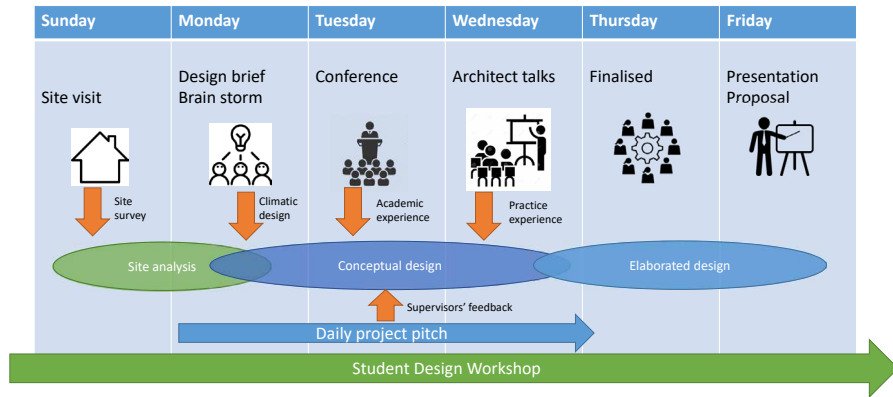 Sunday
Monday
Tuesday
Wednesday
Thursday
Friday
Site visit
Design brief
Brain storm
Conference
Architect talks
Finalised
Presentation
Proposal
Site
survey
Climatic
design
Academic
experience
Practice
experience
Site analysis
Conceptual design
Elaborated design
Supervisors' feedback
Daily project pitch
Student Design Workshop